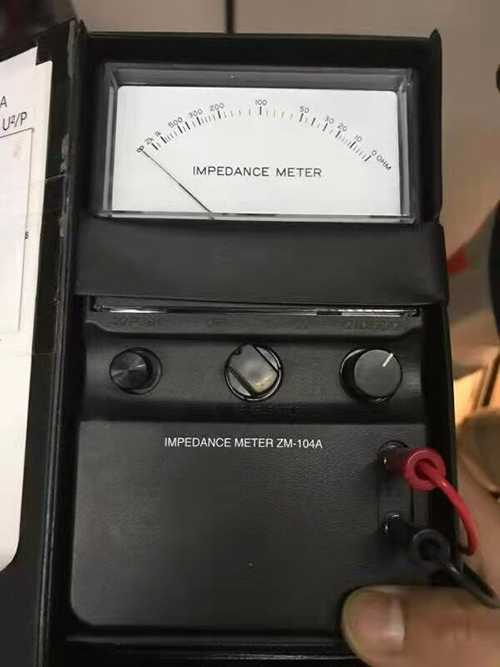 A
U²/P
∞ 2k 1k 500 300 200 100 50 30 20 10 0 OHM
IMPEDANCE METER
IMPEDANCE METER ZM-104A